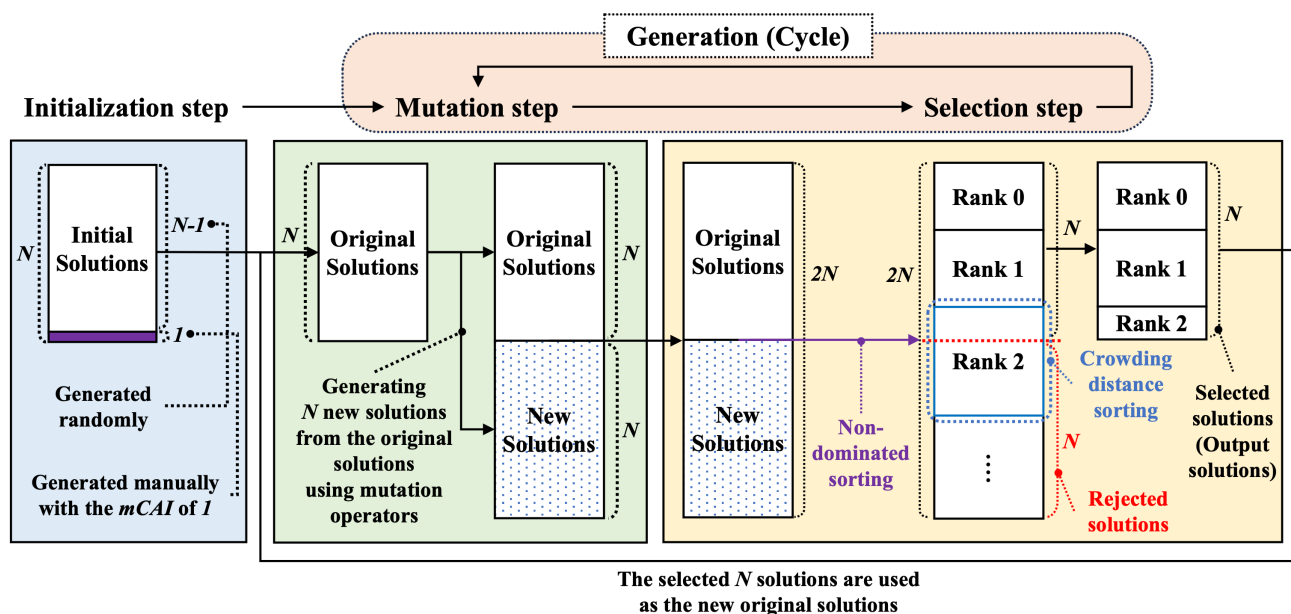 Generation (Cycle)
Initialization step
Mutation step
Selection step
N
Initial
Solutions
N-1
1
Generated
randomly
Generated manually
with the mCAI of 1
N
Original
Solutions
Generating
N new solutions
from the original
solutions
using mutation
operators
Original
Solutions
New
Solutions
N
N
Original
Solutions
New
Solutions
2N
Non-
dominated
sorting
2N
Rank 0
Rank 1
Rank 2
⋮
N
Crowding
distance
sorting
N
Rejected
solutions
Rank 0
Rank 1
Rank 2
N
Selected
solutions
(Output
solutions)
The selected N solutions are used
as the new original solutions